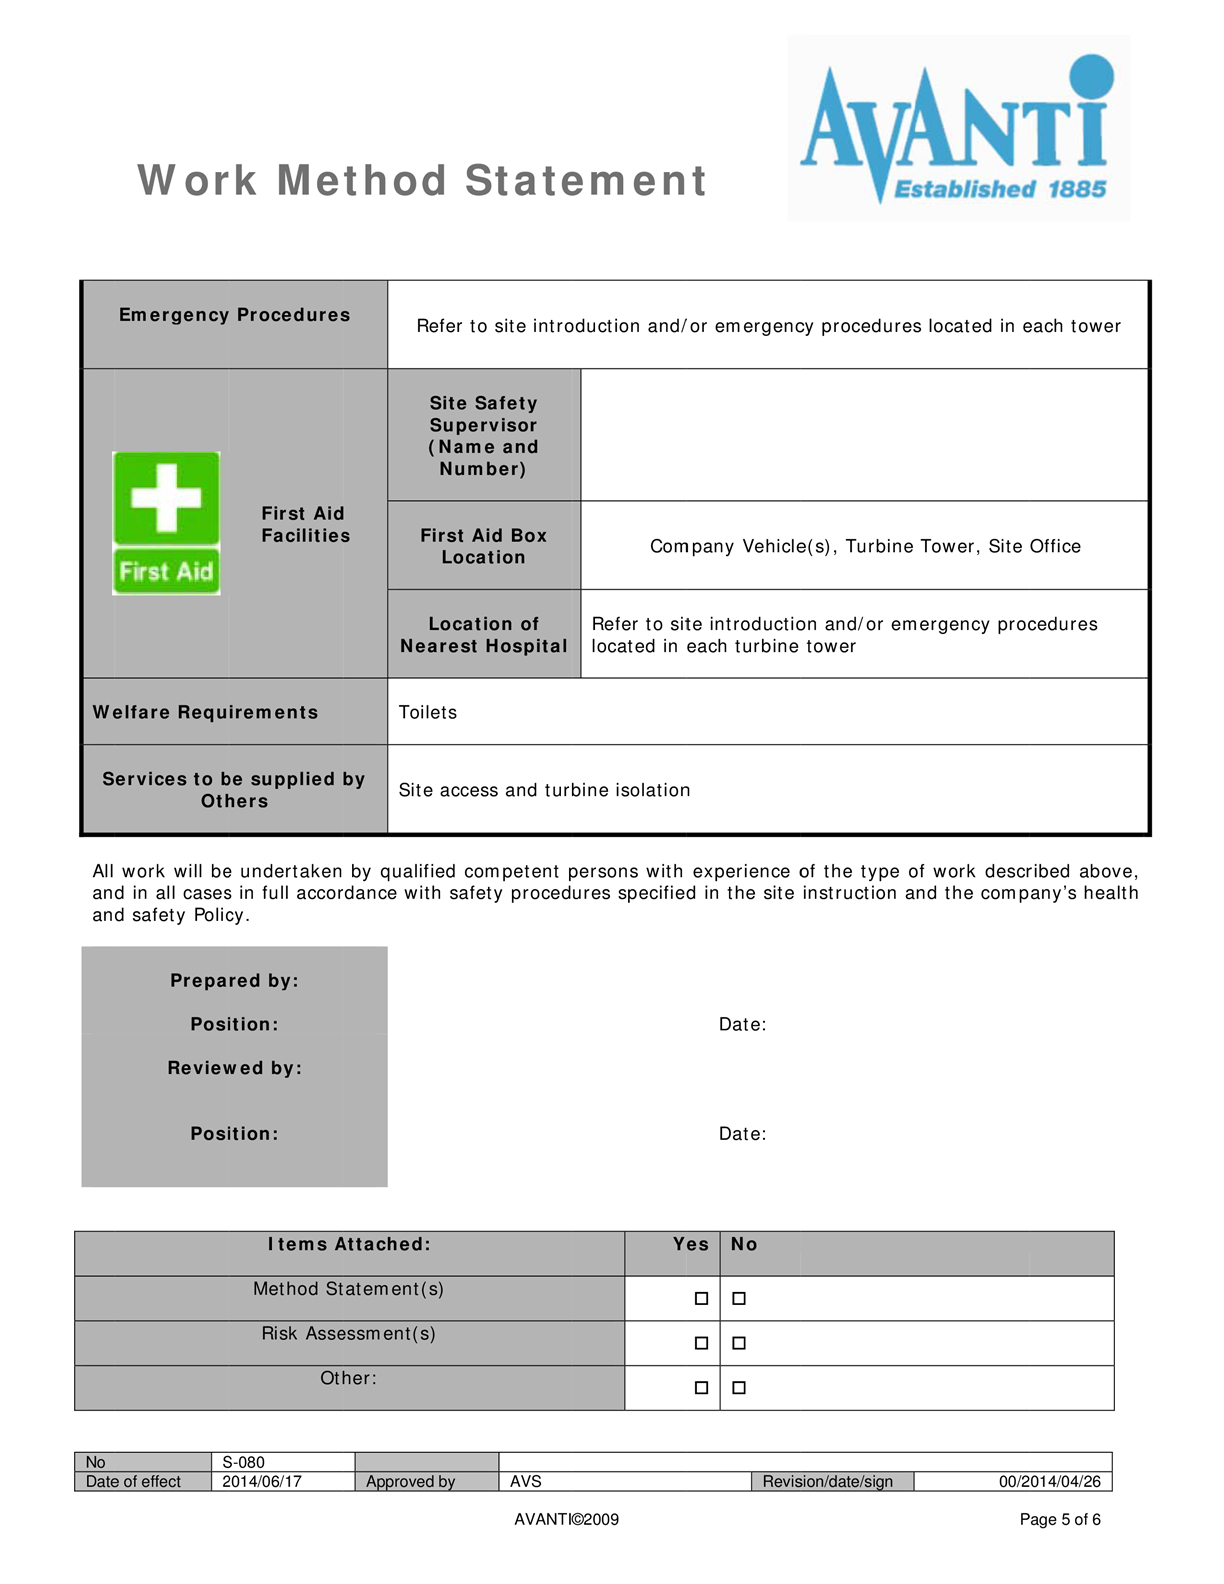 AVANTI
Established 1885
Work Method Statement
Emergency Procedures
Refer to site introduction and/or emergency procedures located in each tower
First Aid
First Aid
Facilities
Site Safety
Supervisor
(Name and
Number)
First Aid Box
Location
Company Vehicle(s), Turbine Tower, Site Office
Location of
Nearest Hospital
Refer to site introduction and/or emergency procedures
located in each turbine tower
Welfare Requirements
Toilets
Services to be supplied by
Others
Site access and turbine isolation
All work will be undertaken by qualified competent persons with experience of the type of work described above,
and in all cases in full accordance with safety procedures specified in the site instruction and the company's health
and safety Policy.
Prepared by:
Position:
Date:
Reviewed by:
Position:
Date:
Items Attached: Yes No
Method Statement(s)
Risk Assessment(s)
Other:
No S-080
Date of effect 2014/06/17 Approved by AVS Revision/date/sign 00/2014/04/26
AVANTI©2009 Page 5 of 6